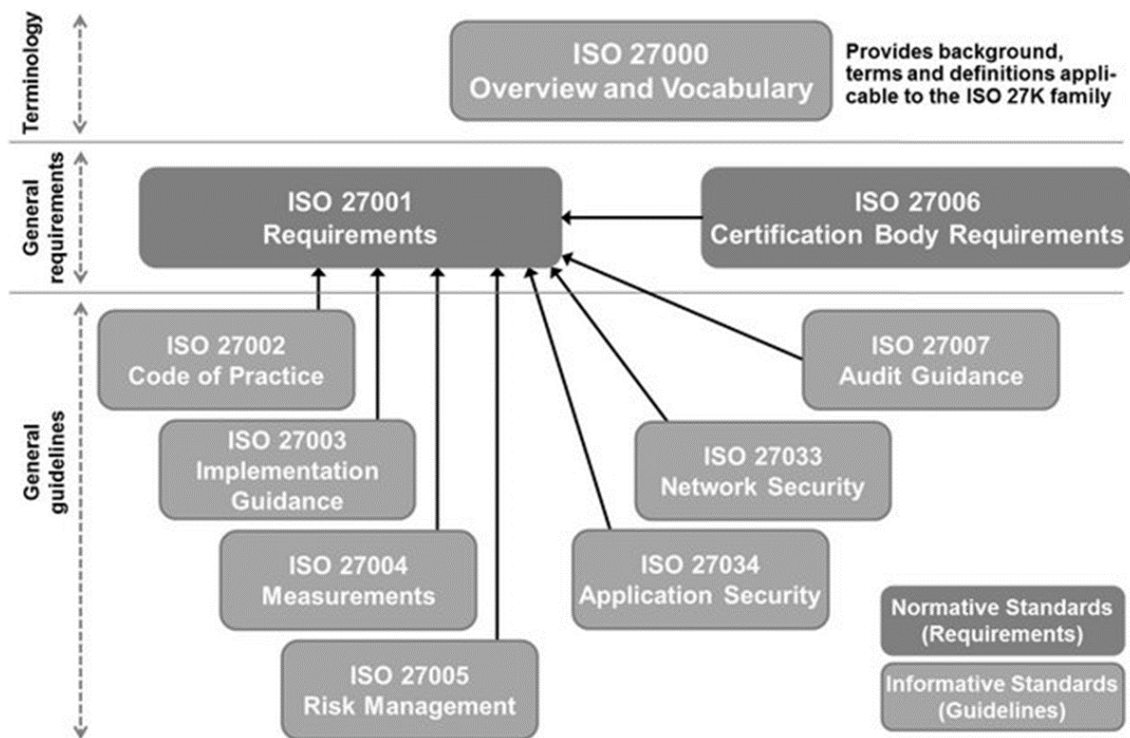 Terminology
ISO 27000
Overview and Vocabulary
Provides background,
terms and definitions appli-
cable to the ISO 27K family
General
requirements
ISO 27001
Requirements
ISO 27006
Certification Body Requirements
General
guidelines
ISO 27002
Code of Practice
ISO 27007
Audit Guidance
ISO 27003
Implementation
Guidance
ISO 27033
Network Security
ISO 27004
Measurements
ISO 27034
Application Security
ISO 27005
Risk Management
Normative Standards
(Requirements)
Informative Standards
(Guidelines)